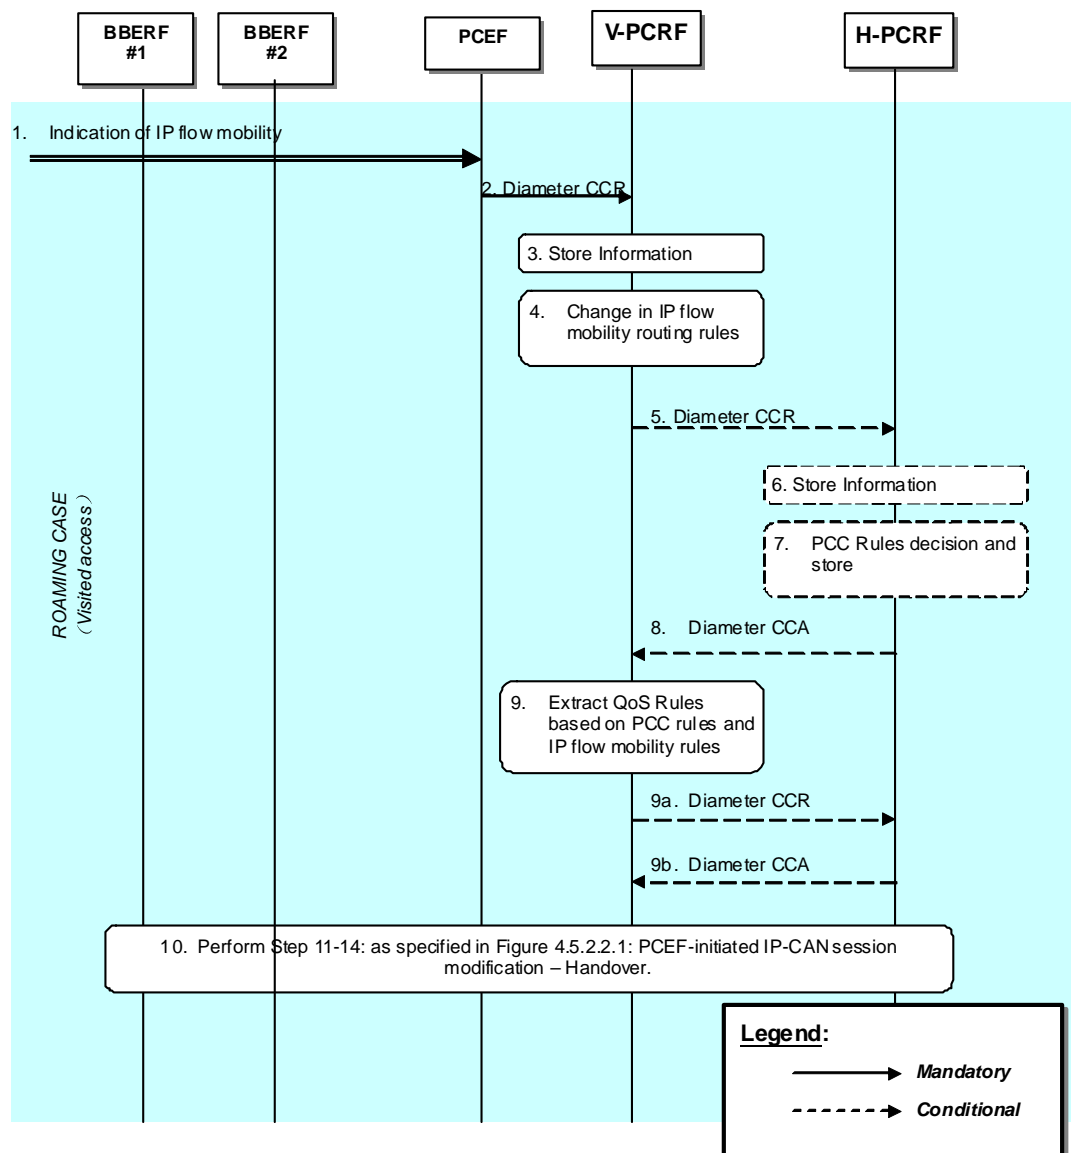 BBERF
#1
BBERF
#2
PCEF
V-PCRF
H-PCRF
1. Indication of IP flow mobility
2. Diameter CCR
3. Store Information
4. Change in IP flow
mobility routing rules
5. Diameter CCR
6. Store Information
7. PCC Rules decision and
store
ROAMING CASE
(Visited access)
8. Diameter CCA
9. Extract QoS Rules
based on PCC rules and
IP flow mobility rules
9a. Diameter CCR
9b. Diameter CCA
10. Perform Step 11-14: as specified in Figure 4.5.2.2.1: PCEF-initiated IP-CAN session
modification – Handover.
Legend:
Mandatory
Conditional